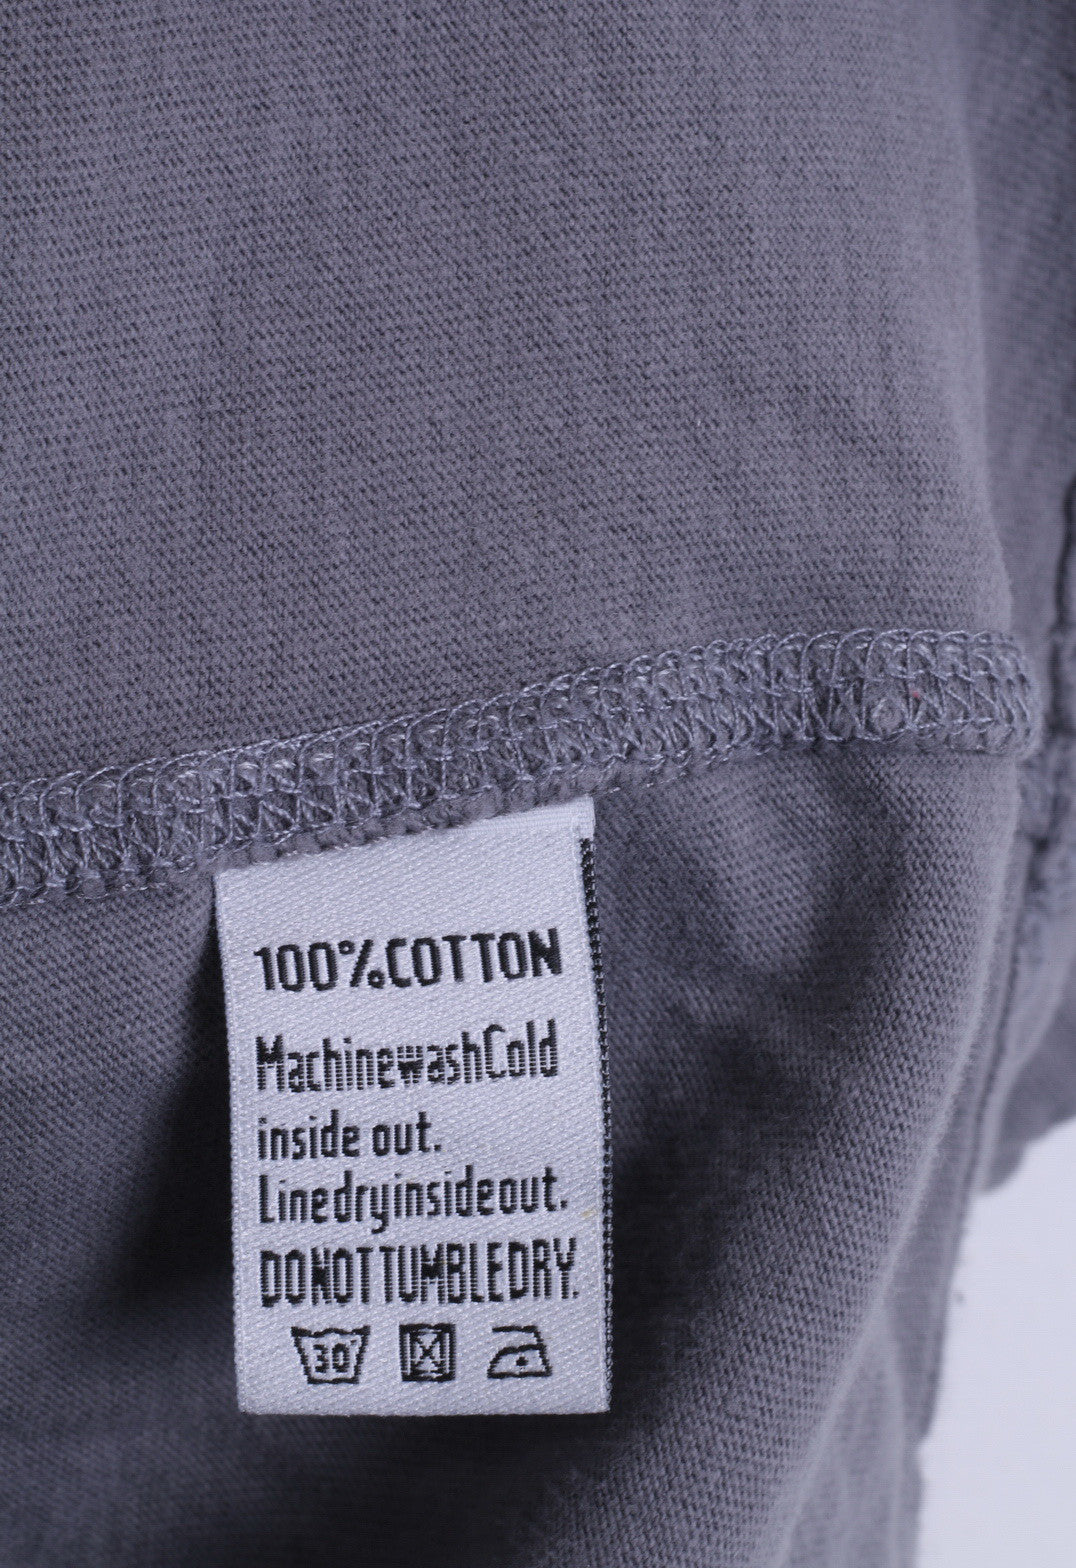 100%COTTON
MachinewashCold
inside out.
Linedryinsideout.
DONOTTUMBLEDRY.
30